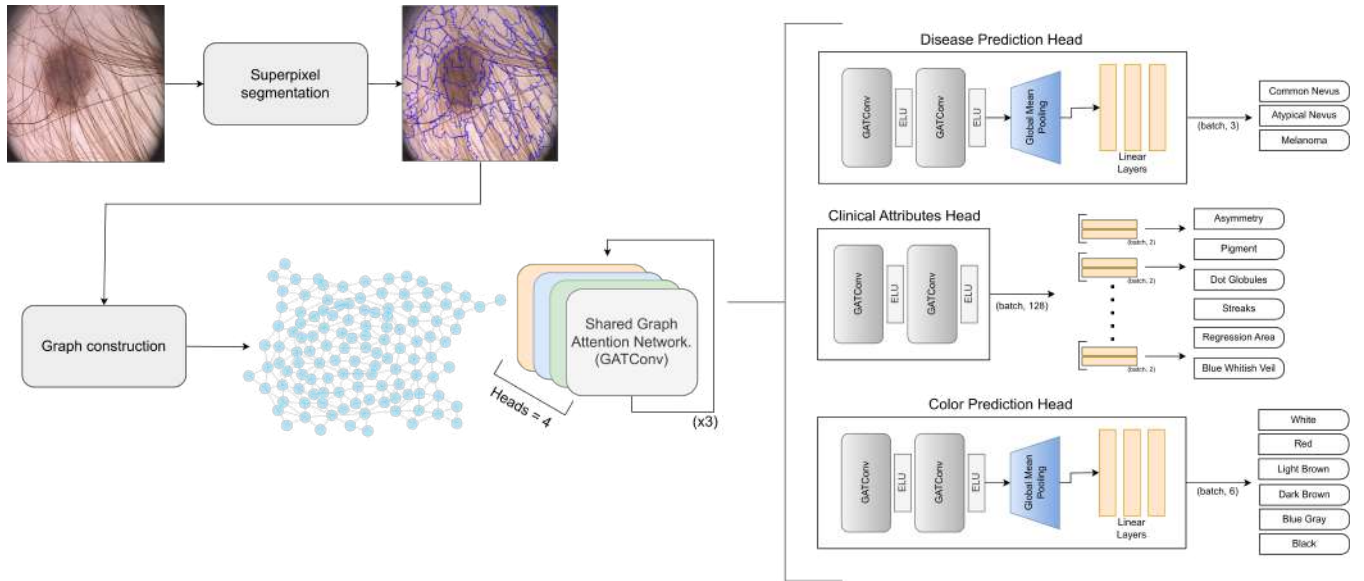 Superpixel
segmentation
Graph construction
Shared Graph
Attention Network.
(GATConv)
Heads = 4
(x3)
Disease Prediction Head
GATConv
ELU
GATConv
ELU
Global Mean
Pooling
Linear
Layers
(batch, 3)
Common Nevus
Atypical Nevus
Melanoma
Clinical Attributes Head
GATConv
ELU
GATConv
ELU
(batch, 128)
(batch, 2)
(batch, 2)
(batch, 2)
Asymmetry
Pigment
Dot Globules
Streaks
Regression Area
Blue Whitish Veil
Color Prediction Head
GATConv
ELU
GATConv
ELU
Global Mean
Pooling
Linear
Layers
(batch, 6)
White
Red
Light Brown
Dark Brown
Blue Gray
Black